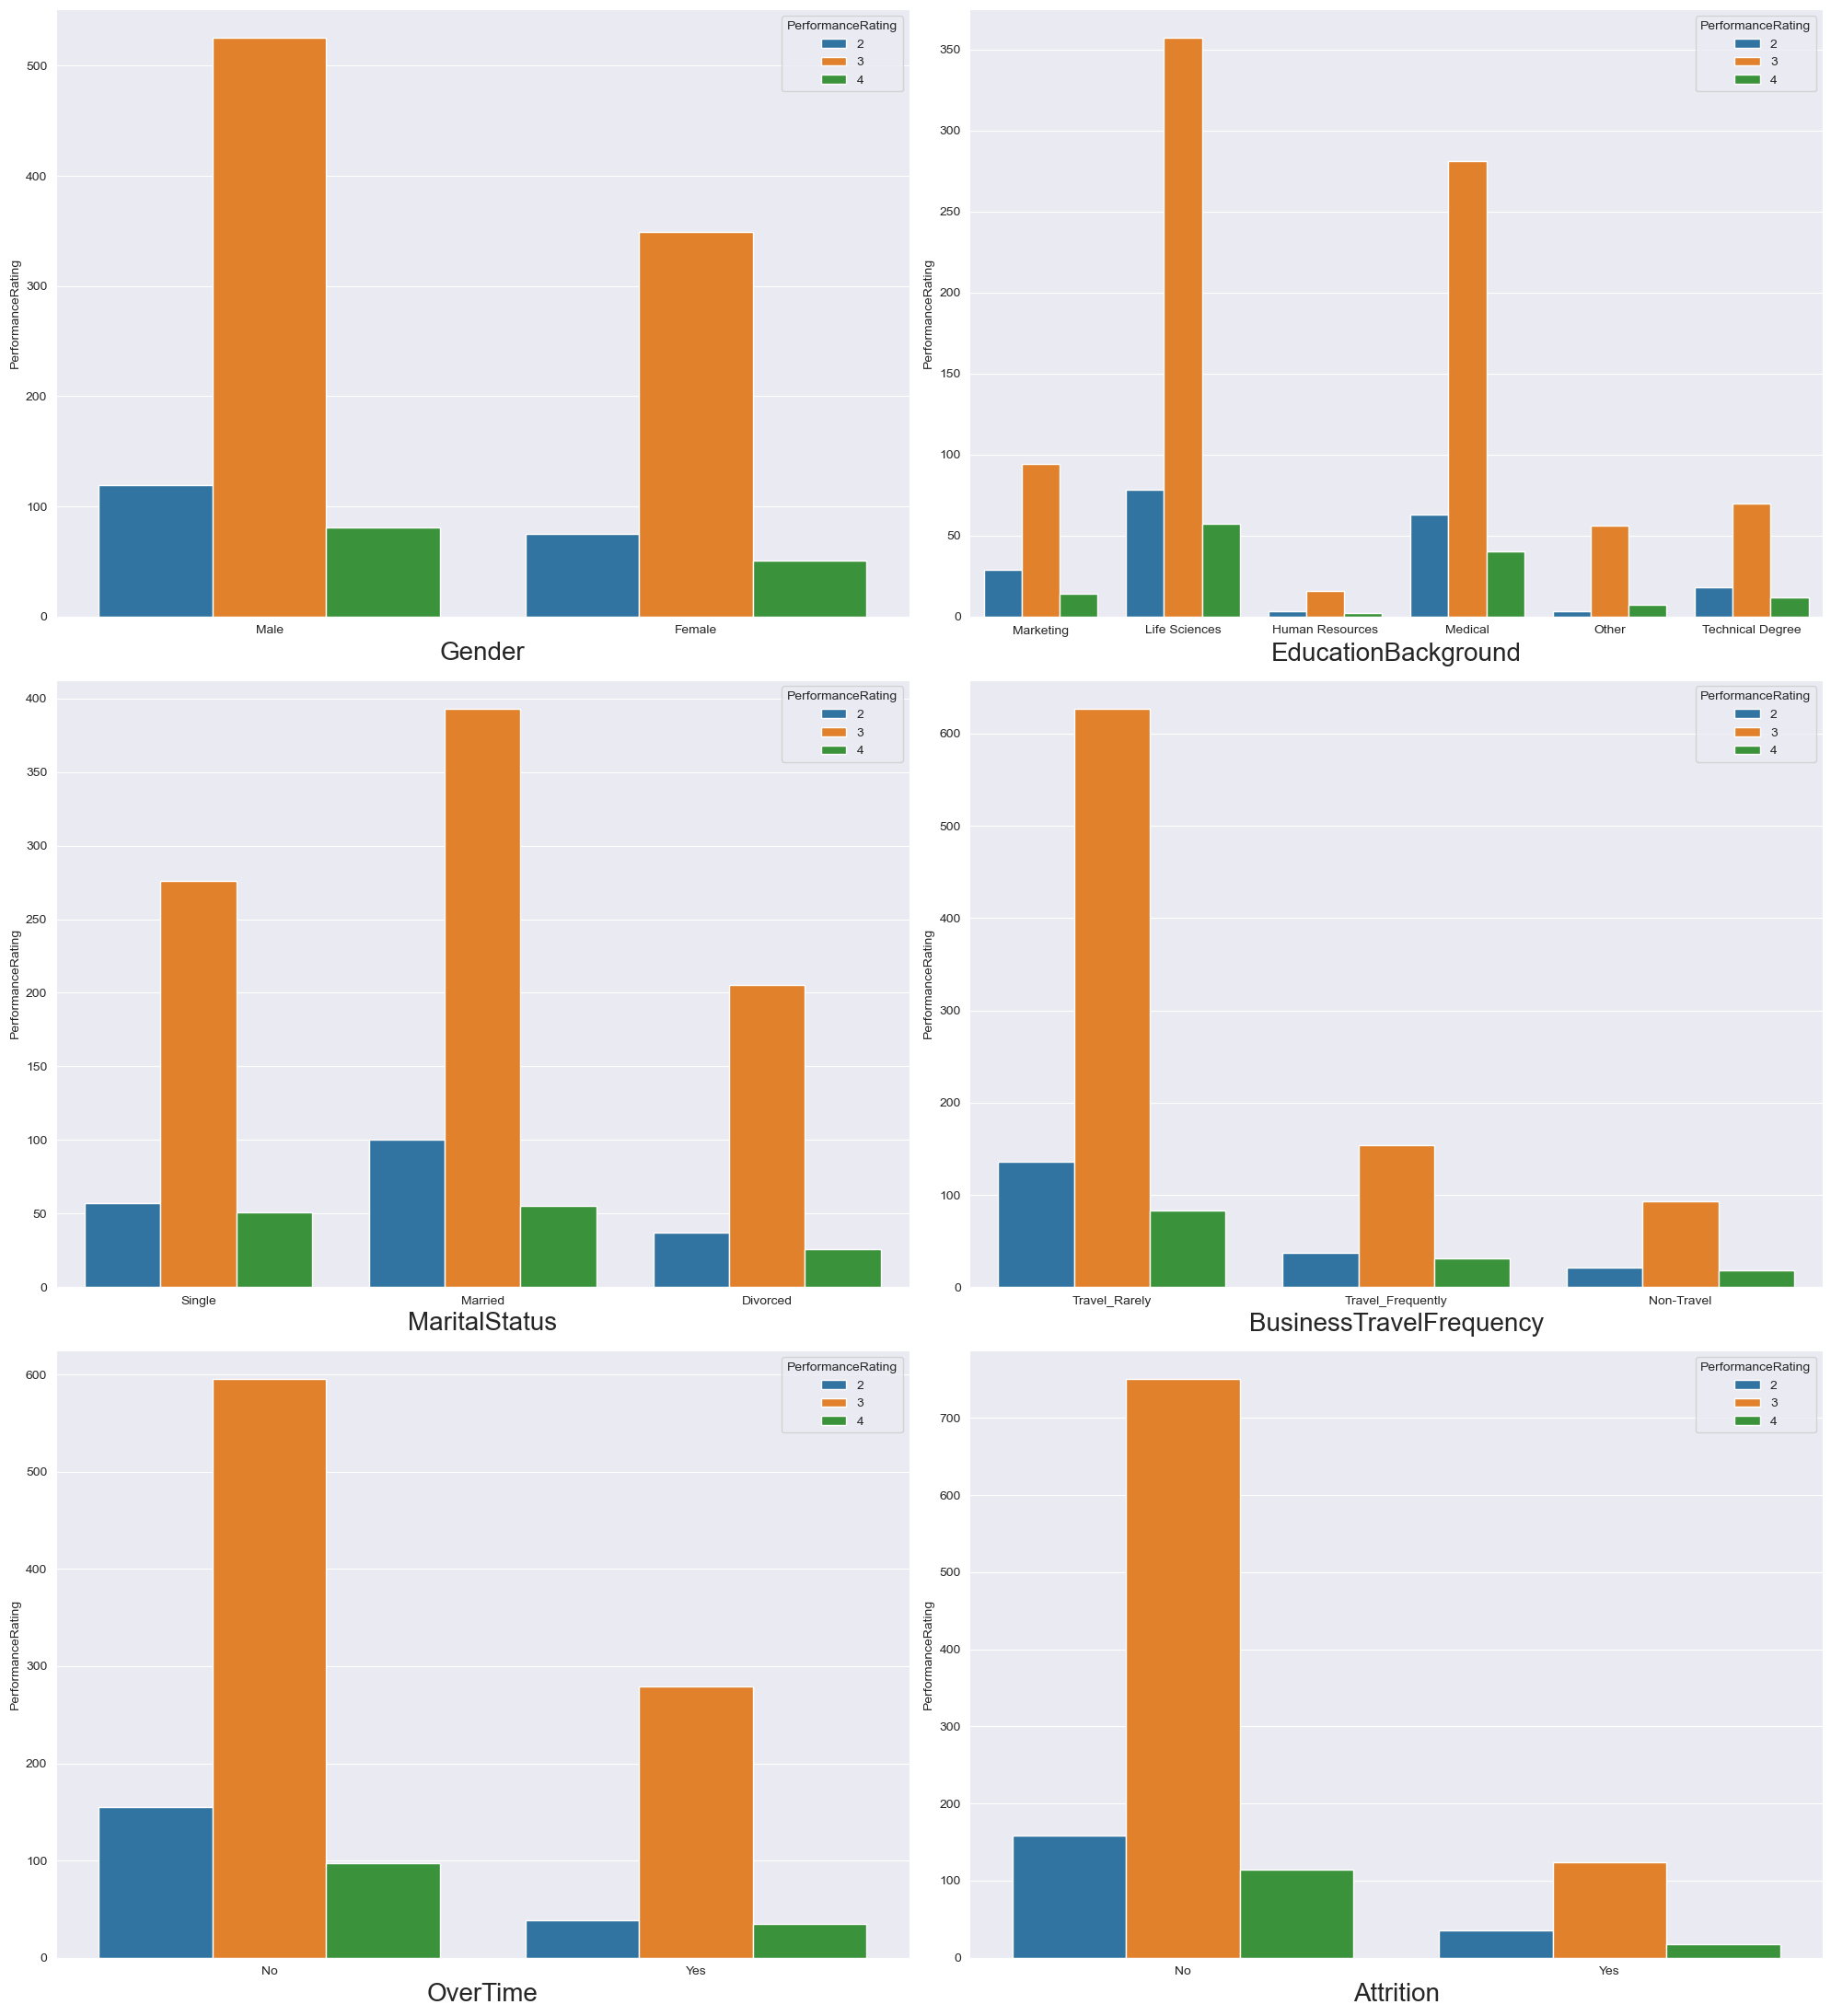 PerformanceRating
2
3
4
500
400
300
200
100
0
PerformanceRating
Male Female
Gender
PerformanceRating
2
3
4
350
300
250
200
150
100
50
0
PerformanceRating
Marketing Life Sciences Human Resources Medical Other Technical Degree
EducationBackground
PerformanceRating
2
3
4
400
350
300
250
200
150
100
50
0
PerformanceRating
Single Married Divorced
MaritalStatus
PerformanceRating
2
3
4
600
500
400
300
200
100
0
PerformanceRating
Travel_Rarely Travel_Frequently Non-Travel
BusinessTravelFrequency
PerformanceRating
2
3
4
600
500
400
300
200
100
0
PerformanceRating
No Yes
OverTime
PerformanceRating
2
3
4
700
600
500
400
300
200
100
0
PerformanceRating
No Yes
Attrition